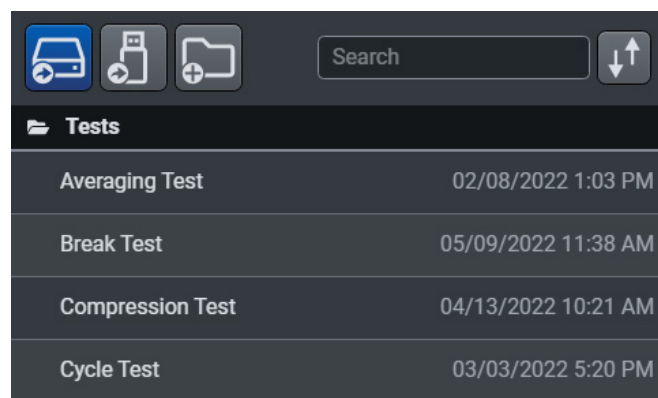 Search
Tests
Averaging Test 02/08/2022 1:03 PM
Break Test 05/09/2022 11:38 AM
Compression Test 04/13/2022 10:21 AM
Cycle Test 03/03/2022 5:20 PM